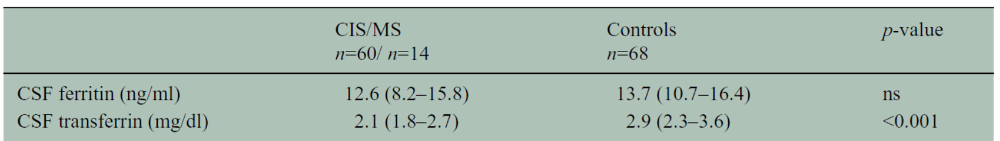 CIS/MS Controls p-value
n=60/ n=14 n=68
CSF ferritin (ng/ml) 12.6 (8.2–15.8) 13.7 (10.7–16.4) ns
CSF transferrin (mg/dl) 2.1 (1.8–2.7) 2.9 (2.3–3.6) <0.001